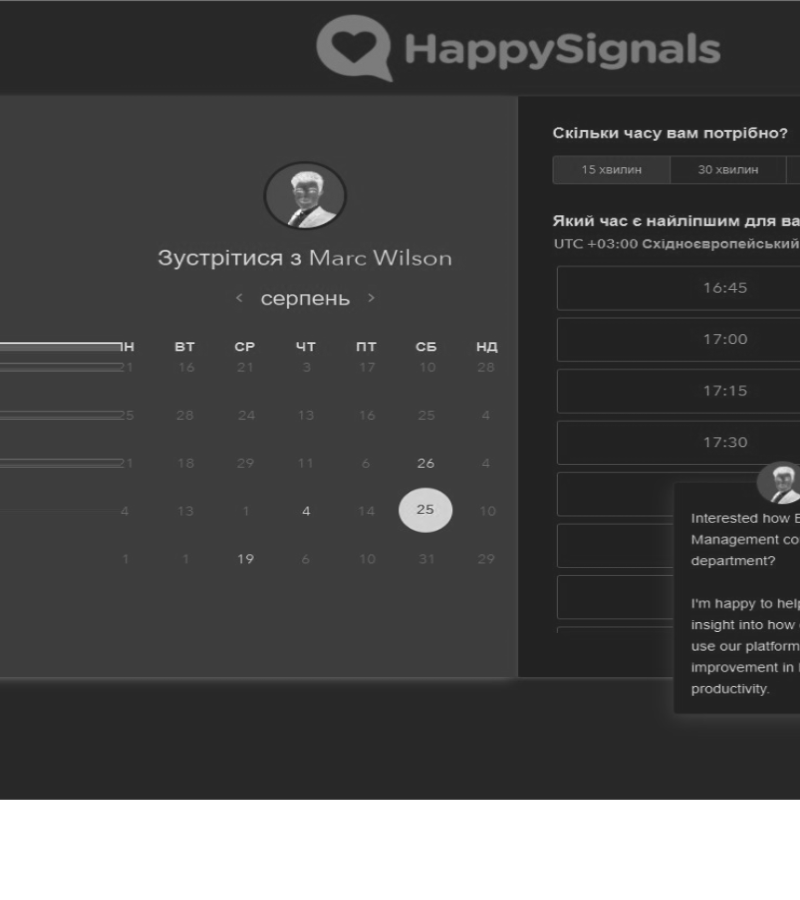 HappySignals
Зустрітися з Marc Wilson
‹ серпень ›
ПН ВТ СР ЧТ ПТ СБ НД
21 16 21 3 17 10 28
25 28 24 13 16 25 4
21 18 29 11 6 26 4
4 13 1 4 14 25 10
1 1 19 6 10 31 29
Скільки часу вам потрібно?
15 хвилин 30 хвилин
Який час є найліпшим для
UTC +03:00 Східноєвропейський
16:45
17:00
17:15
17:30
Interested how
Management
department?
I'm happy to help
insight into how
use our platform
improvement in
productivity.